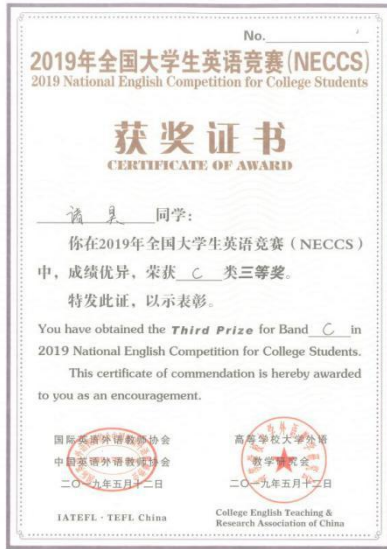 No.
2019年全国大学生英语竞赛(NECCS)
2019 National English Competition for College Students
获奖证书
CERTIFICATE OF AWARD
同学：
你在2019年全国大学生英语竞赛（NECCS）
中，成绩优异，荣获 C 类三等奖。
特发此证，以示表彰。
You have obtained the Third Prize for Band C in
2019 National English Competition for College Students.
This certificate of commendation is hereby awarded
to you as an encouragement.
国际英语外语教师协会
中国英语外语教师协会
二〇一九年五月十二日
IATEFL · TEFL China
高等学校大学外语
教学研究会
二〇一九年五月十二日
College English Teaching &
Research Association of China